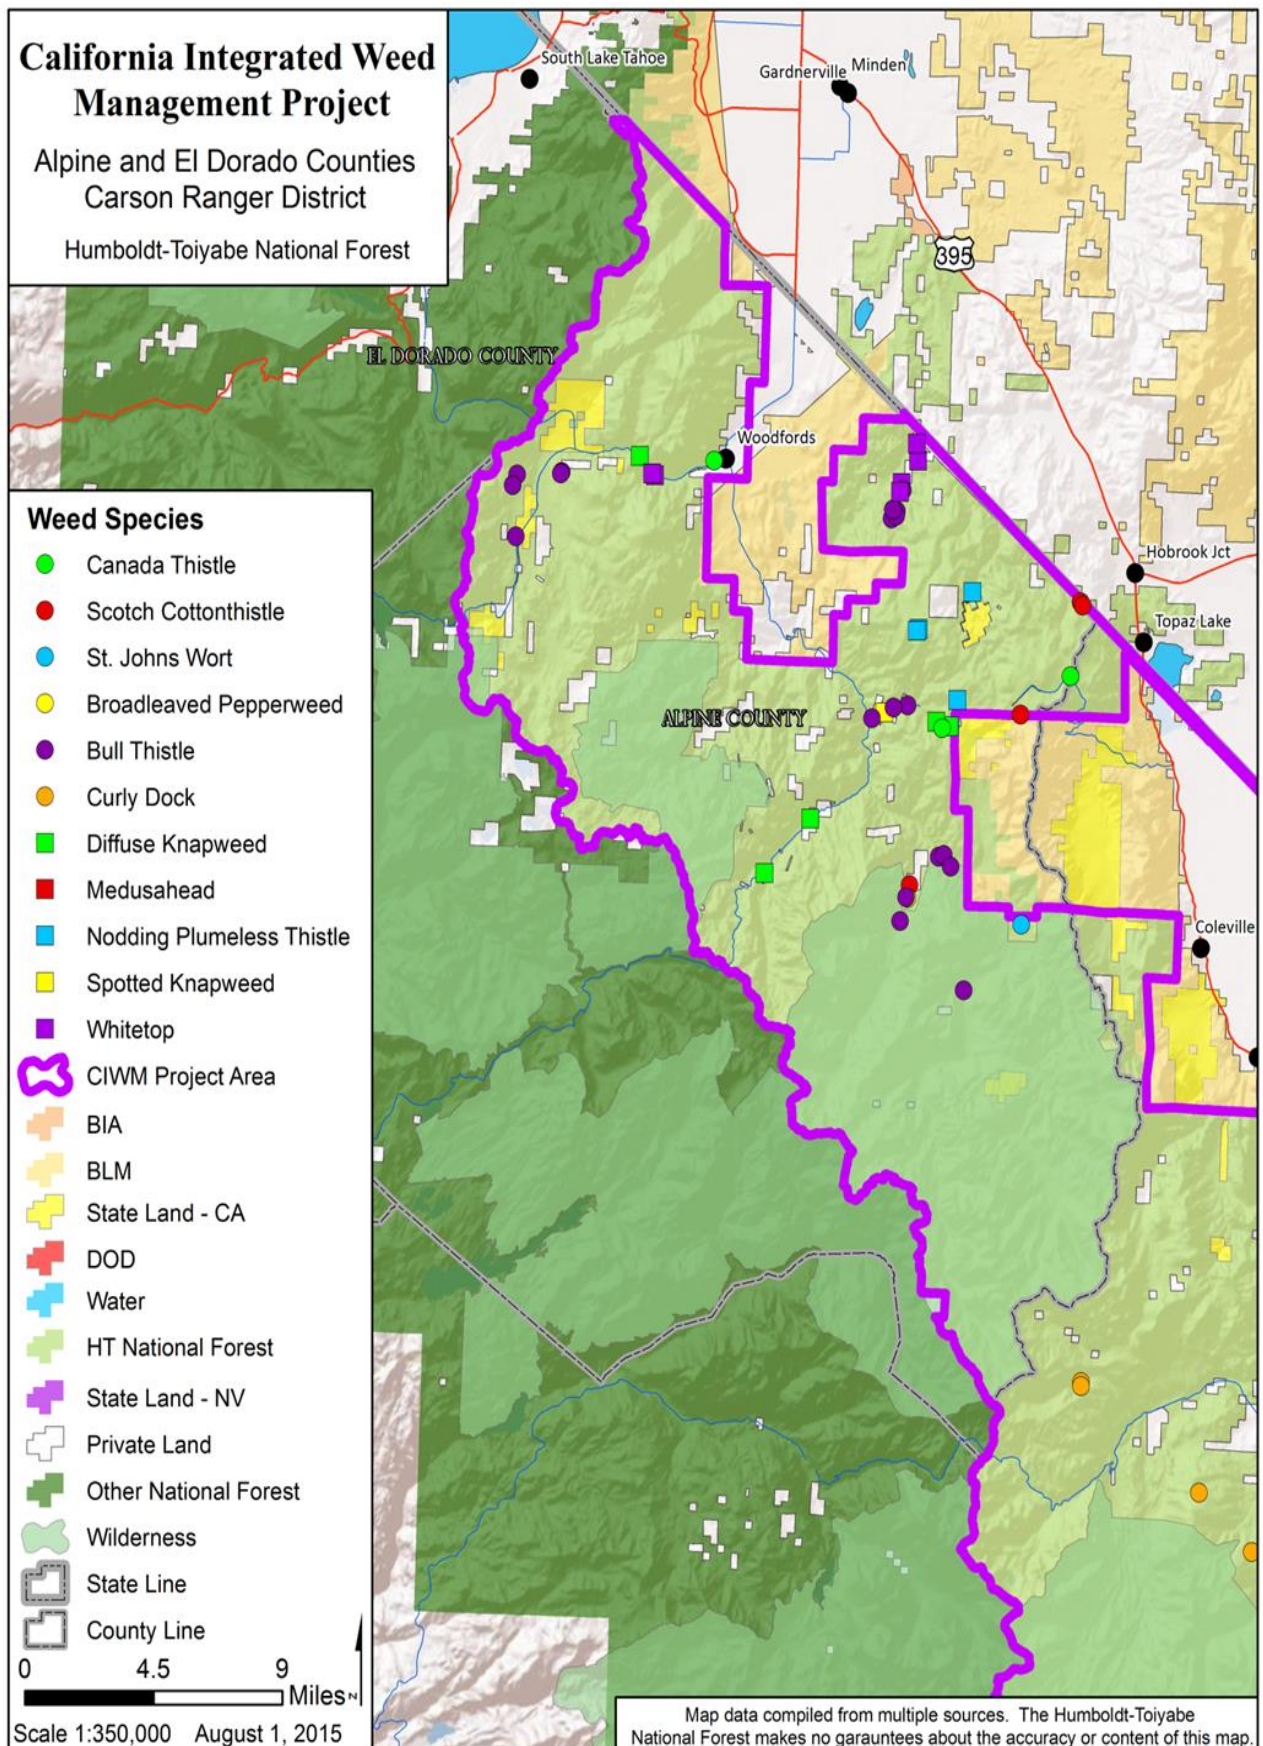 California Integrated Weed
Management Project
Alpine and El Dorado Counties
Carson Ranger District
Humboldt-Toiyabe National Forest
South Lake Tahoe
Gardnerville
Minden
395
EL DORADO COUNTY
Woodfords
Hobrook Jct
Topaz Lake
ALPINE COUNTY
Coleville
Weed Species
Canada Thistle
Scotch Cottonthistle
St. Johns Wort
Broadleaved Pepperweed
Bull Thistle
Curly Dock
Diffuse Knapweed
Medusahead
Nodding Plumeless Thistle
Spotted Knapweed
Whitetop
CIWM Project Area
BIA
BLM
State Land - CA
DOD
Water
HT National Forest
State Land - NV
Private Land
Other National Forest
Wilderness
State Line
County Line
0 4.5 9
Miles
N
Scale 1:350,000 August 1, 2015
Map data compiled from multiple sources. The Humboldt-Toiyabe
National Forest makes no garauntees about the accuracy or content of this map.